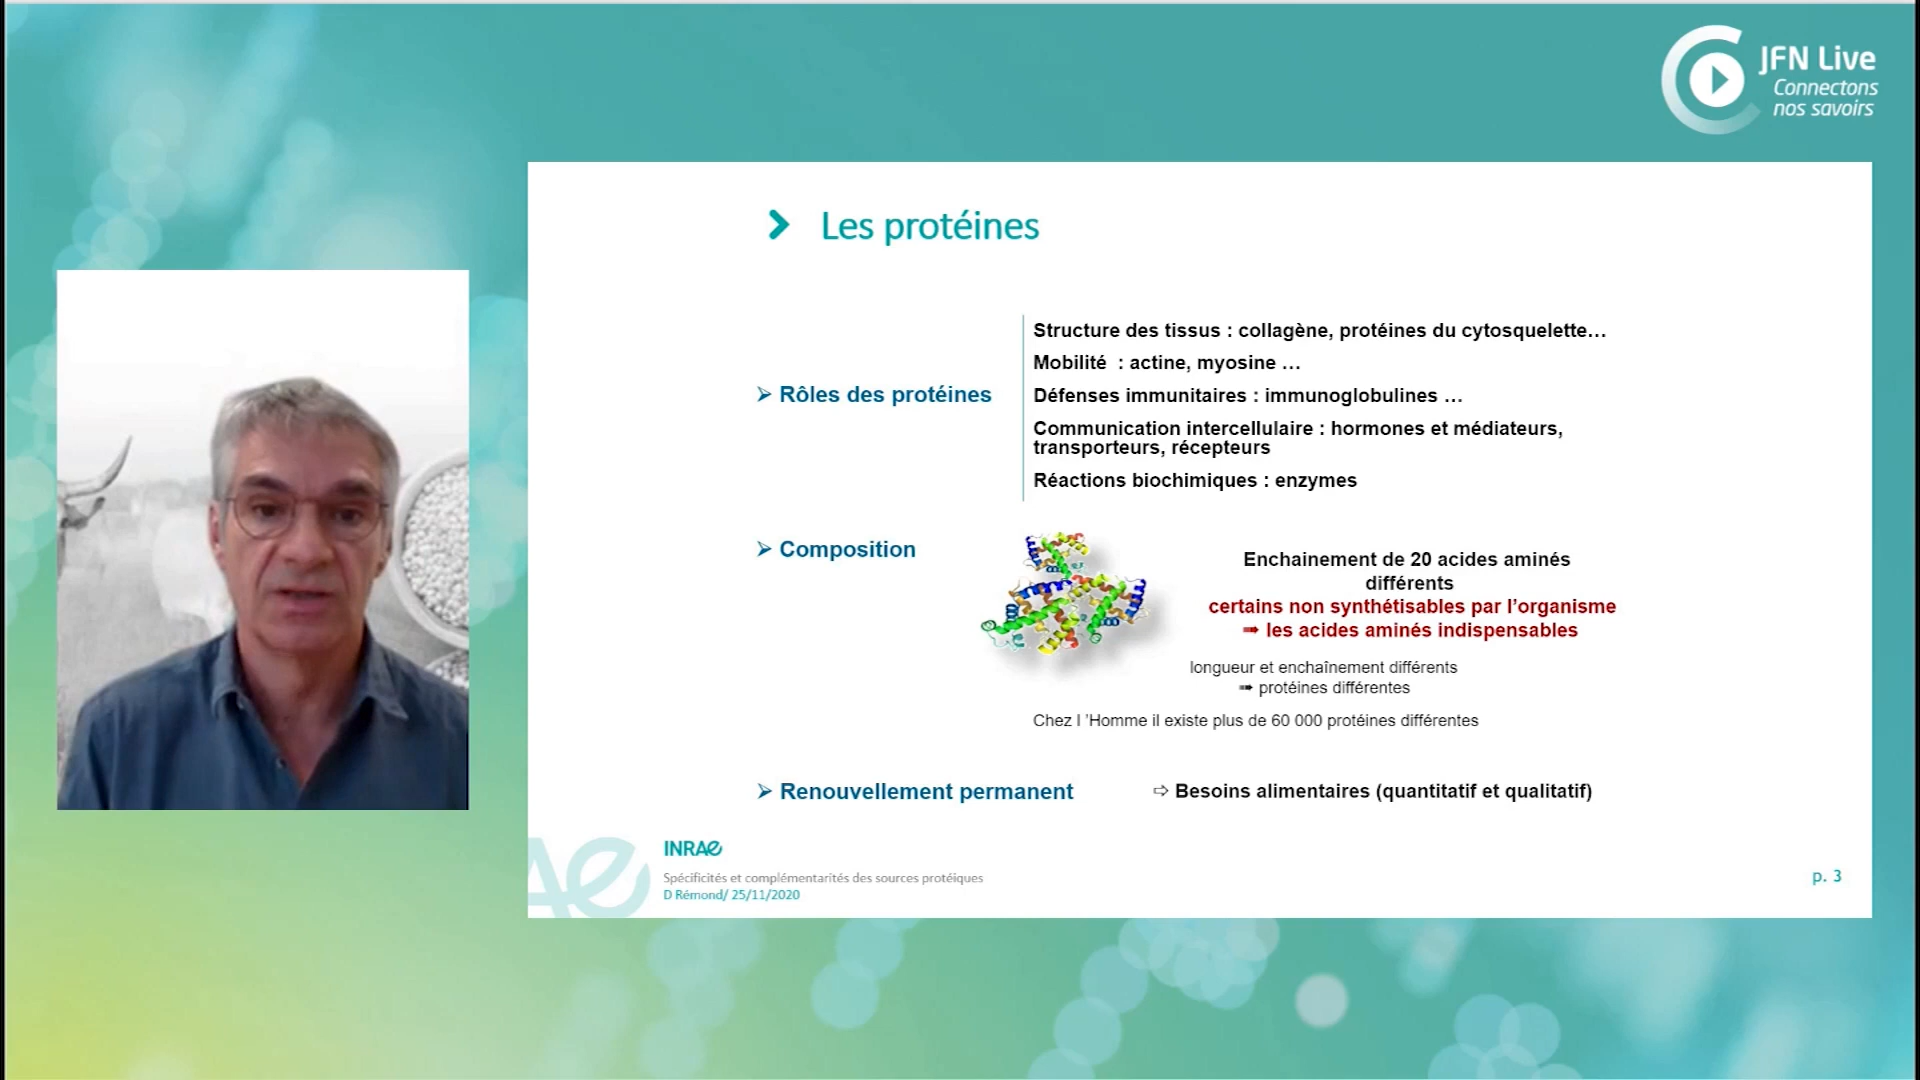 JFN Live
Connectons
nos savoirs
Les protéines
➢ Rôles des protéines
Structure des tissus : collagène, protéines du cytosquelette…
Mobilité : actine, myosine …
Défenses immunitaires : immunoglobulines …
Communication intercellulaire : hormones et médiateurs,
transporteurs, récepteurs
Réactions biochimiques : enzymes
➢ Composition
Enchainement de 20 acides aminés
différents
certains non synthétisables par l’organisme
➠ les acides aminés indispensables
longueur et enchaînement différents
➠ protéines différentes
Chez l ’Homme il existe plus de 60 000 protéines différentes
➢ Renouvellement permanent
⇨ Besoins alimentaires (quantitatif et qualitatif)
INRAE
Spécificités et complémentarités des sources protéiques
D Rémond/ 25/11/2020
p. 3